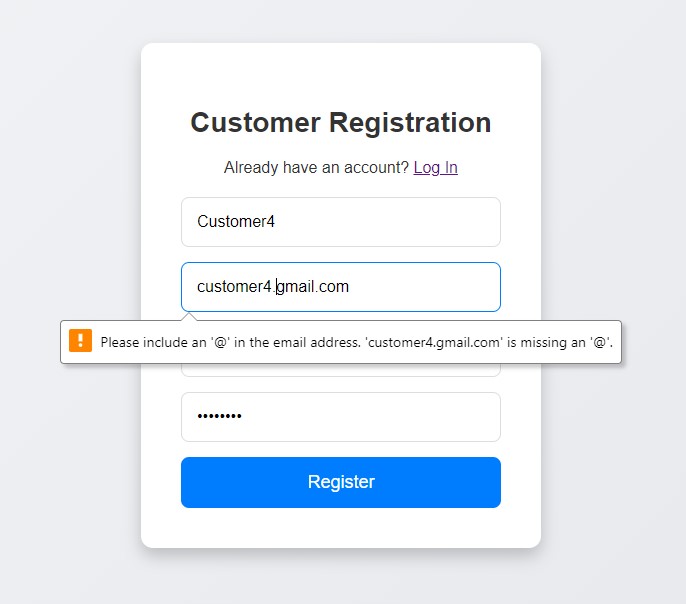 Customer Registration
Already have an account? Log In
Customer4
customer4.gmail.com
Please include an '@' in the email address. 'customer4.gmail.com' is missing an '@'.
••••••••
Register